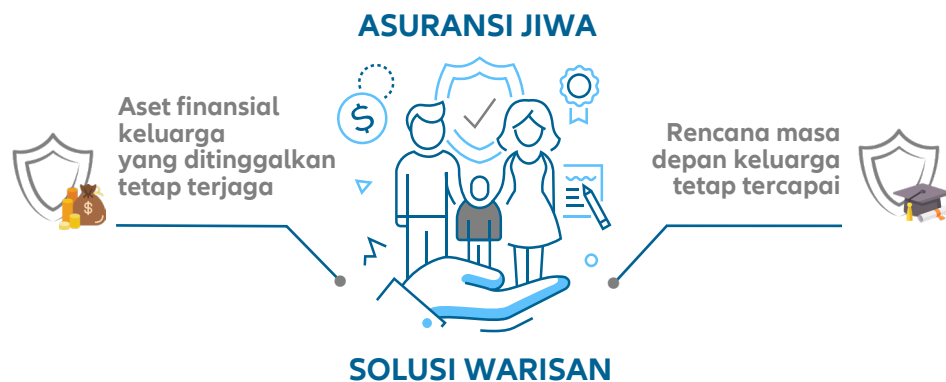 ASURANSI JIWA
Aset finansial
keluarga
yang ditinggalkan
tetap terjaga
$
$
Rencana masa
depan keluarga
tetap tercapai
SOLUSI WARISAN